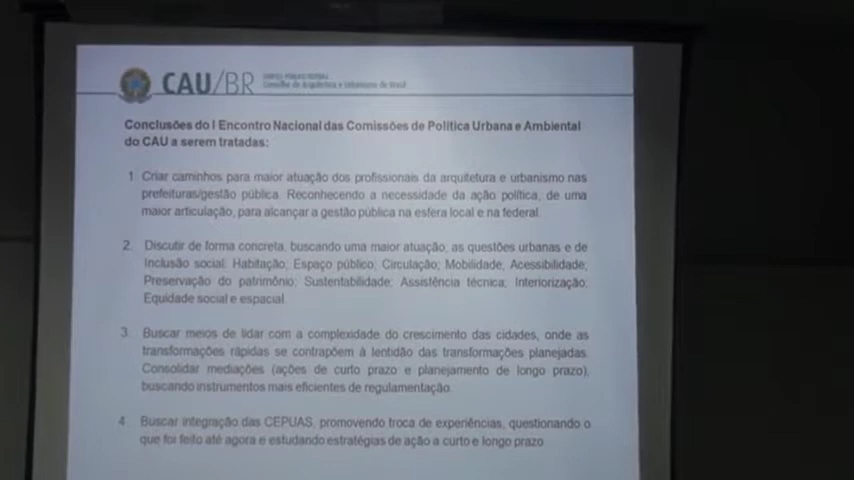 CAU/BR
Conselho de Arquitetura e Urbanismo do Brasil
Conclusões do I Encontro Nacional das Comissões de Política Urbana e Ambiental
do CAU a serem tratadas:
1 Criar caminhos para maior atuação dos profissionais da arquitetura e urbanismo nas
prefeituras/gestão pública. Reconhecendo a necessidade da ação política, de uma
maior articulação, para alcançar a gestão pública na esfera local e na federal.
2. Discutir de forma concreta, buscando uma maior atuação, as questões urbanas e de
Inclusão social: Habitação; Espaço público; Circulação; Mobilidade; Acessibilidade;
Preservação do patrimônio; Sustentabilidade; Assistência técnica; Interiorização;
Equidade social e espacial.
3. Buscar meios de lidar com a complexidade do crescimento das cidades, onde as
transformações rápidas se contrapõem à lentidão das transformações planejadas.
Consolidar mediações (ações de curto prazo e planejamento de longo prazo),
buscando instrumentos mais eficientes de regulamentação.
4. Buscar integração das CEPUAS, promovendo troca de experiências, questionando o
que foi feito até agora e estudando estratégias de ação a curto e longo prazo